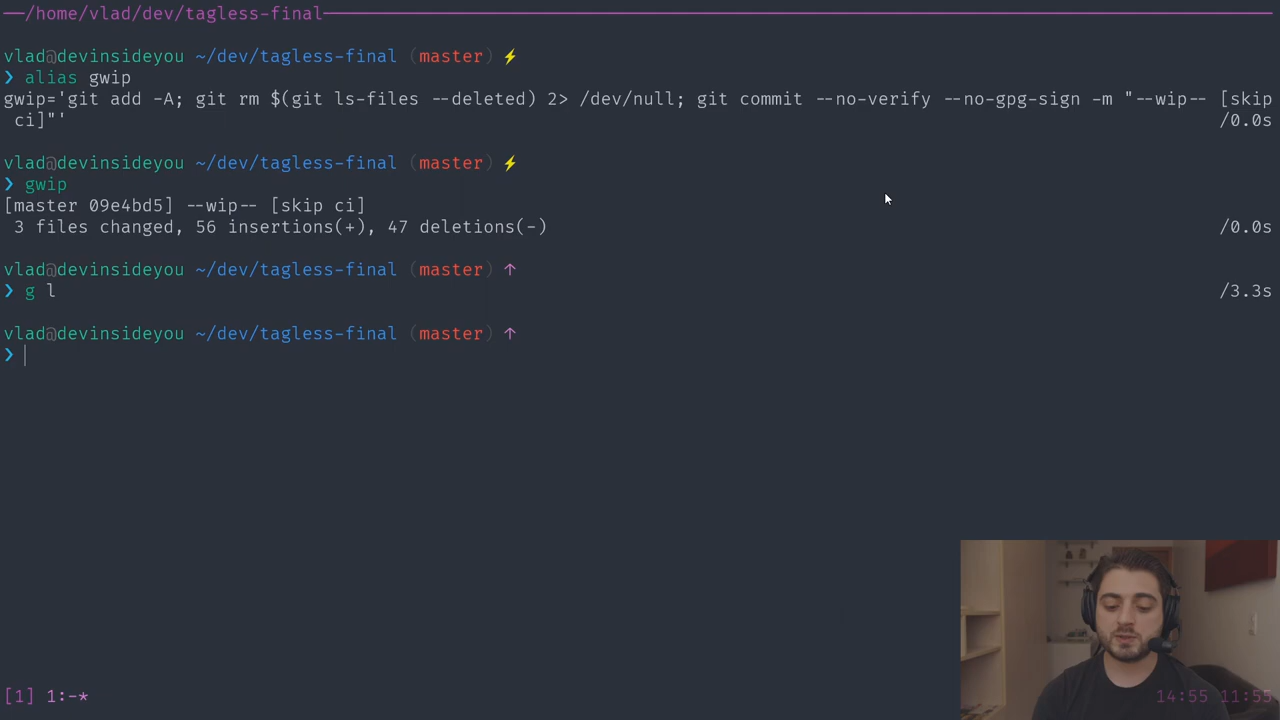 /home/vlad/dev/tagless-final
vlad@devinsideyou ~/dev/tagless-final (master) ⚡
❯ alias gwip
gwip='git add -A; git rm $(git ls-files --deleted) 2> /dev/null; git commit --no-verify --no-gpg-sign -m "--wip-- [skip
ci]"' /0.0s
vlad@devinsideyou ~/dev/tagless-final (master) ⚡
❯ gwip
[master 09e4bd5] --wip-- [skip ci]
3 files changed, 56 insertions(+), 47 deletions(-) /0.0s
vlad@devinsideyou ~/dev/tagless-final (master) ↑
❯ g l /3.3s
vlad@devinsideyou ~/dev/tagless-final (master) ↑
❯
[1] 1:-* 14:55 11:55